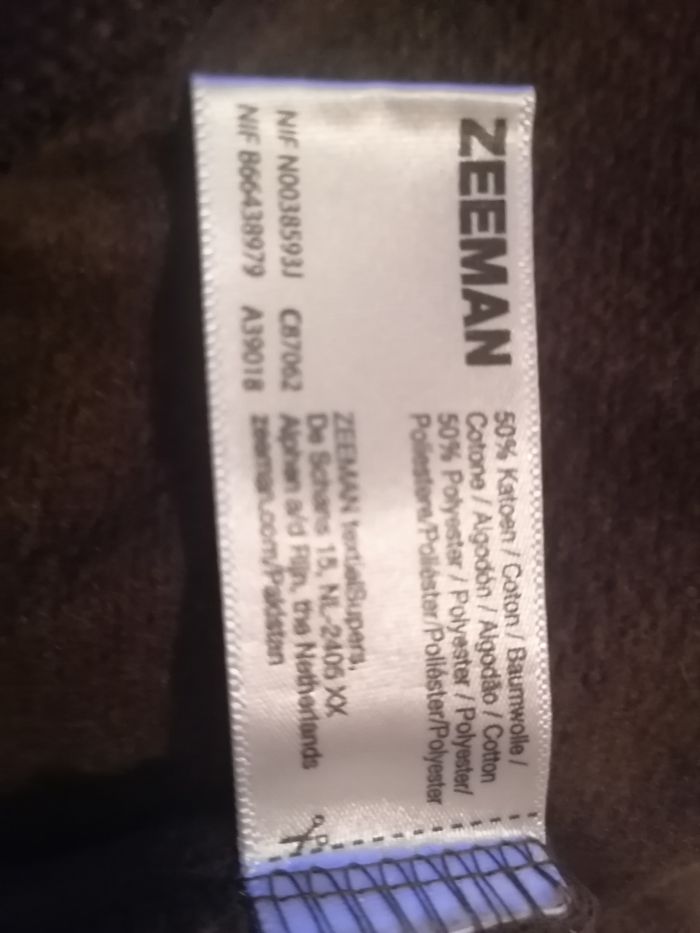 ZEEMAN
50% Katoen / Coton / Baumwolle /
Cotone / Algodón / Algodão / Cotton
50% Polyester / Polyester / Polyester/
Poliestere/Poliéster/Poliéster/Polyester
ZEEMAN textielSupers,
De Schans 15, NL-2405 XX
NIF N0038593J C87062 Alphen a/d Rijn, the Netherlands
NIF B66438979 A39018 zeeman.com/Pakistan